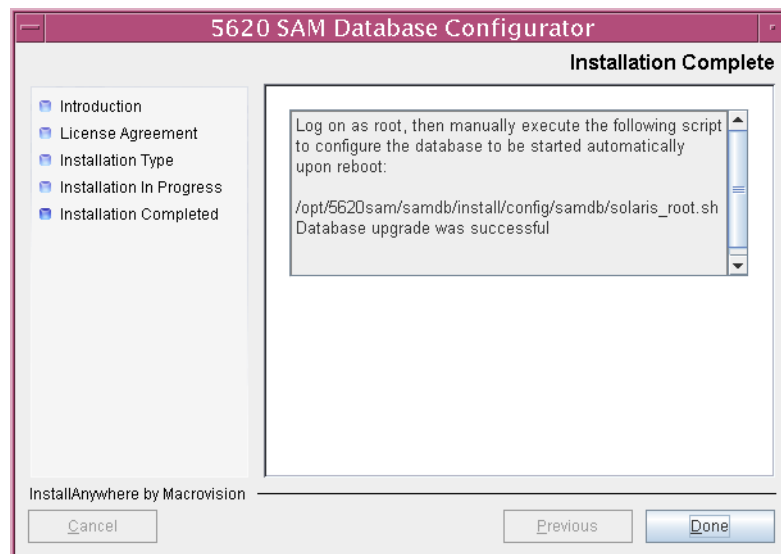 5620 SAM Database Configurator
Installation Complete
Introduction
License Agreement
Installation Type
Installation In Progress
Installation Completed
Log on as root, then manually execute the following script
to configure the database to be started automatically
upon reboot:
/opt/5620sam/samdb/install/config/samdb/solaris_root.sh
Database upgrade was successful
InstallAnywhere by Macrovision
Cancel
Previous
Done